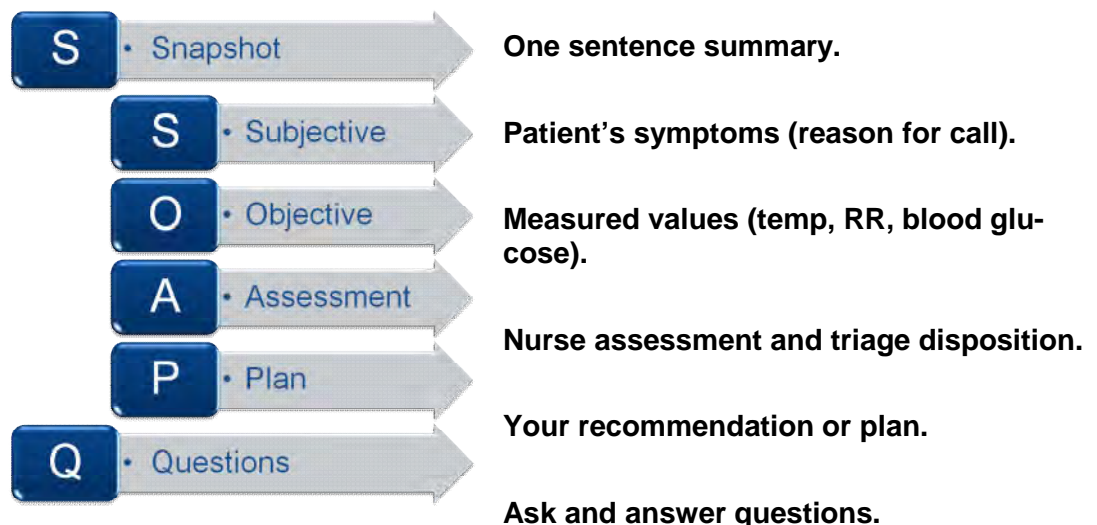 S • Snapshot One sentence summary.
S • Subjective Patient’s symptoms (reason for call).
O • Objective Measured values (temp, RR, blood glu-
cose).
A • Assessment Nurse assessment and triage disposition.
P • Plan Your recommendation or plan.
Q • Questions Ask and answer questions.